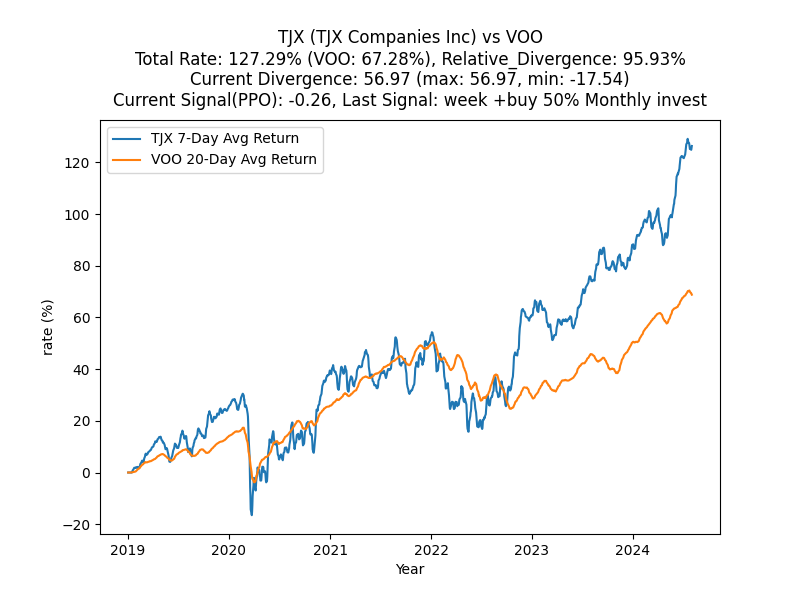 TJX (TJX Companies Inc) vs VOO
Total Rate: 127.29% (VOO: 67.28%), Relative_Divergence: 95.93%
Current Divergence: 56.97 (max: 56.97, min: -17.54)
Current Signal(PPO): -0.26, Last Signal: week +buy 50% Monthly invest
TJX 7-Day Avg Return
VOO 20-Day Avg Return
120
100
80
60
40
20
0
−20
rate (%)
2019 2020 2021 2022 2023 2024
Year